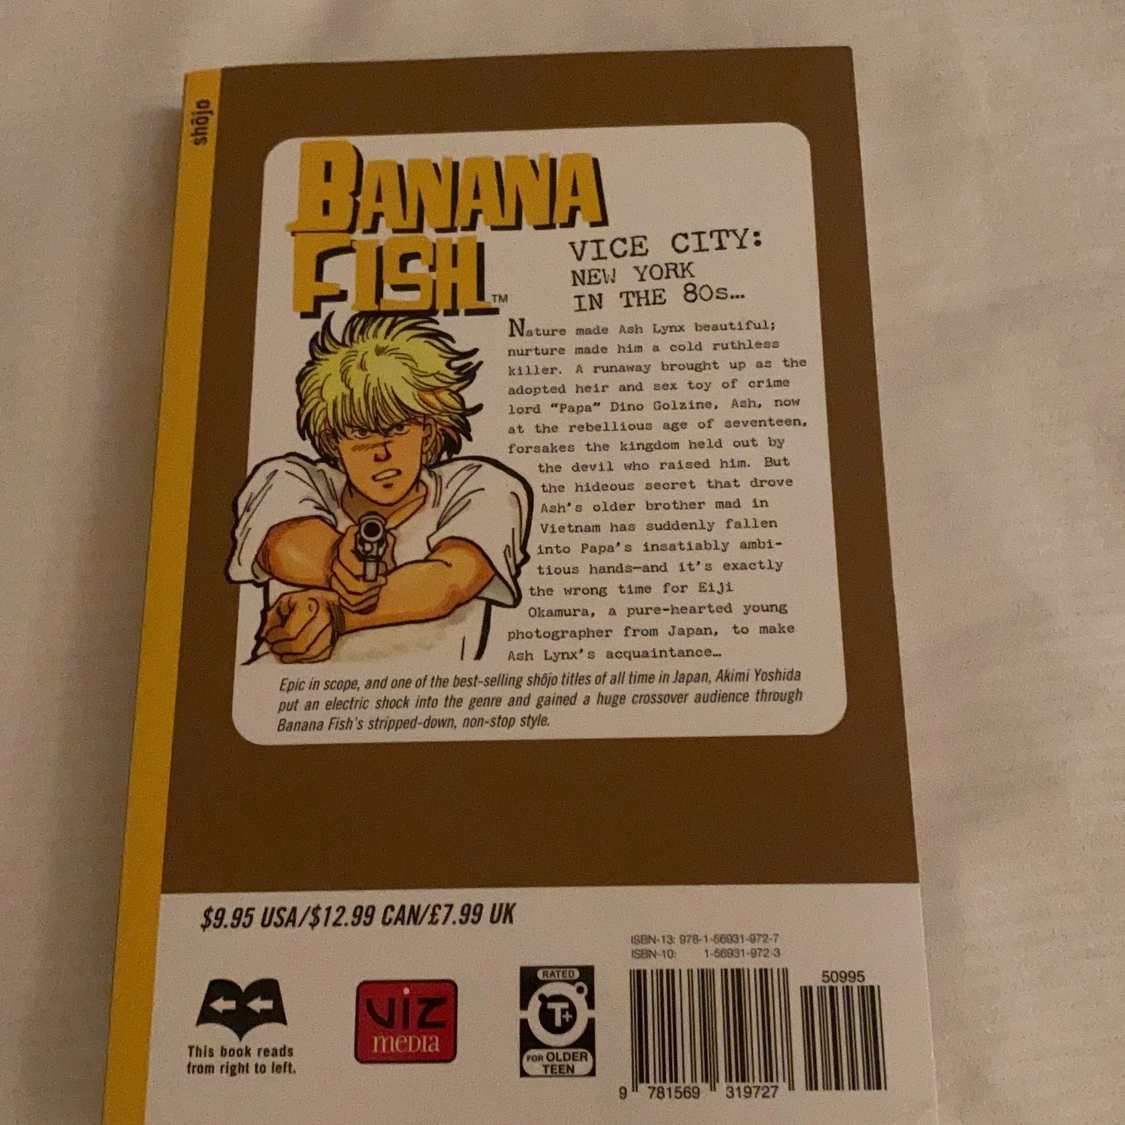 shôjo
BANANA
FISH™
VICE CITY:
NEW YORK
IN THE 80s…
Nature made Ash Lynx beautiful;
nurture made him a cold ruthless
killer. A runaway brought up as the
adopted heir and sex toy of crime
lord "Papa" Dino Golzine, Ash, now
at the rebellious age of seventeen,
forsakes the kingdom held out by
the devil who raised him. But
the hideous secret that drove
Ash's older brother mad in
Vietnam has suddenly fallen
into Papa's insatiably ambi-
tious hands—and it's exactly
the wrong time for Eiji
Okamura, a pure-hearted young
photographer from Japan, to make
Ash Lynx's acquaintance…
Epic in scope, and one of the best-selling shôjo titles of all time in Japan, Akimi Yoshida
put an electric shock into the genre and gained a huge crossover audience through
Banana Fish's stripped-down, non-stop style.
$9.95 USA/$12.99 CAN/£7.99 UK
ISBN-13: 978-1-56931-972-7
ISBN-10: 1-56931-972-3
50995
This book reads
from right to left.
VIZ
media
RATED
T+
FOR OLDER
TEEN
9 781569 319727